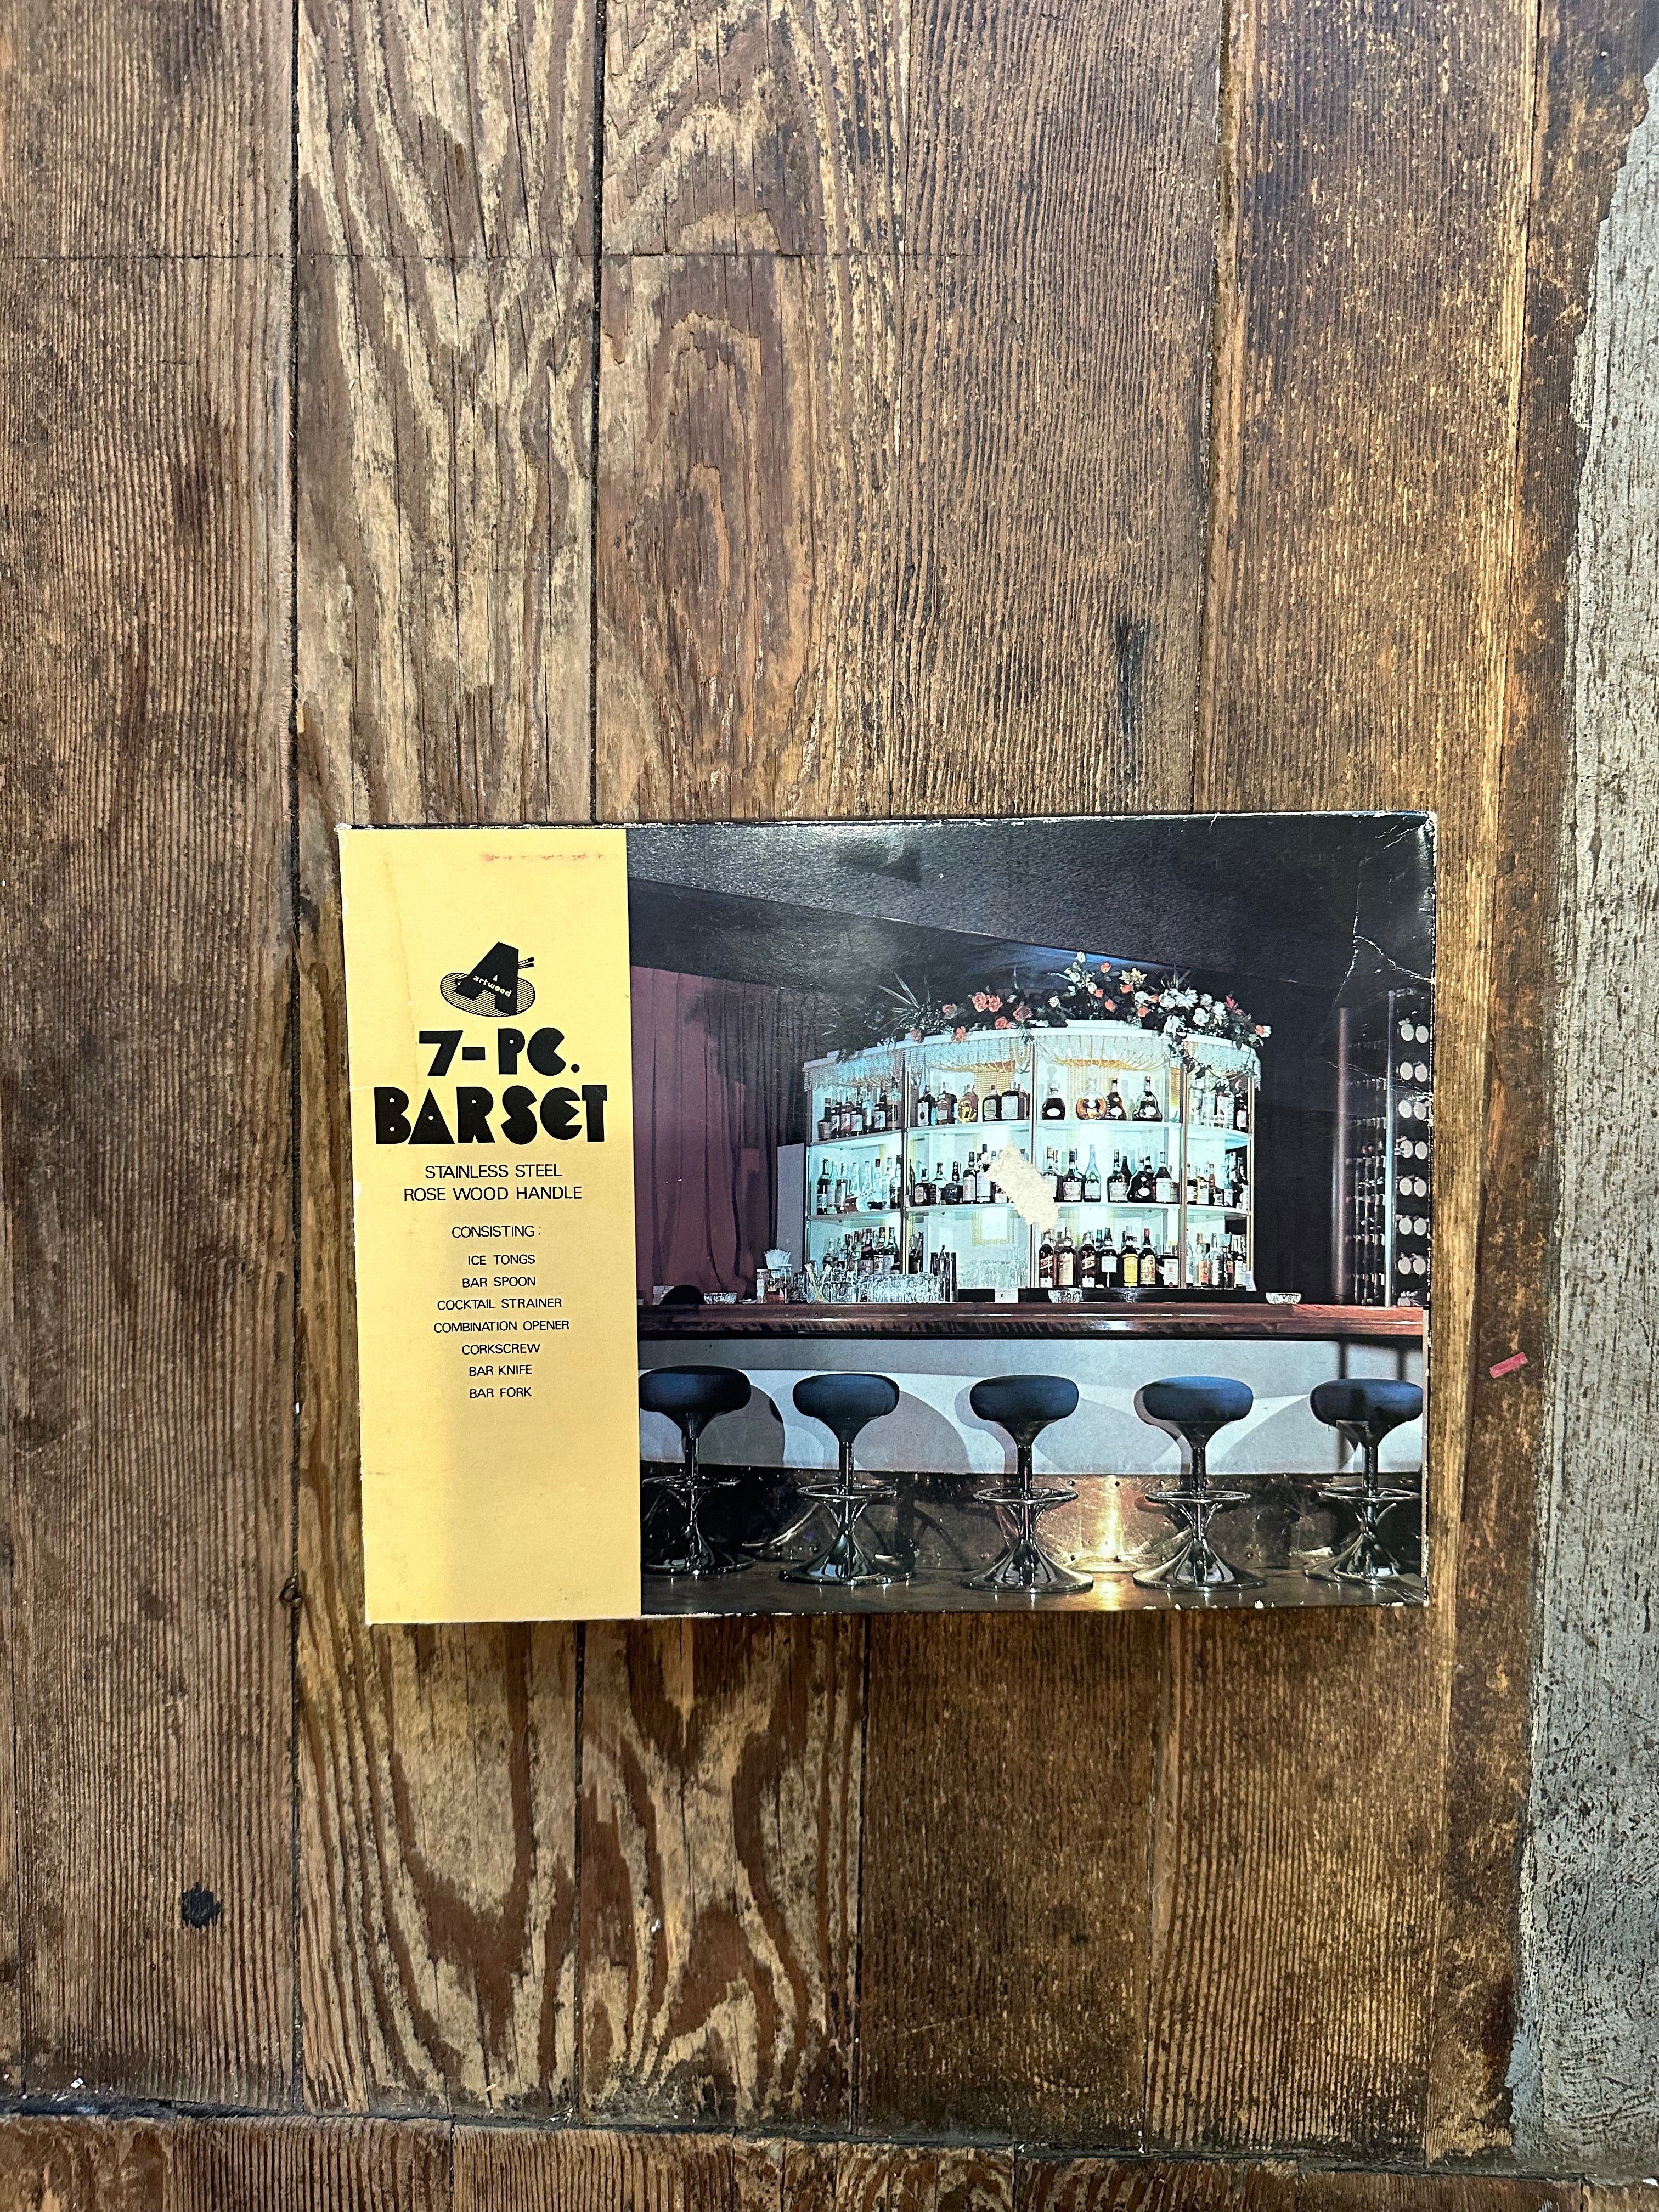 artwood
7-PC.
BARSET
STAINLESS STEEL
ROSE WOOD HANDLE
CONSISTING:
ICE TONGS
BAR SPOON
COCKTAIL STRAINER
COMBINATION OPENER
CORKSCREW
BAR KNIFE
BAR FORK